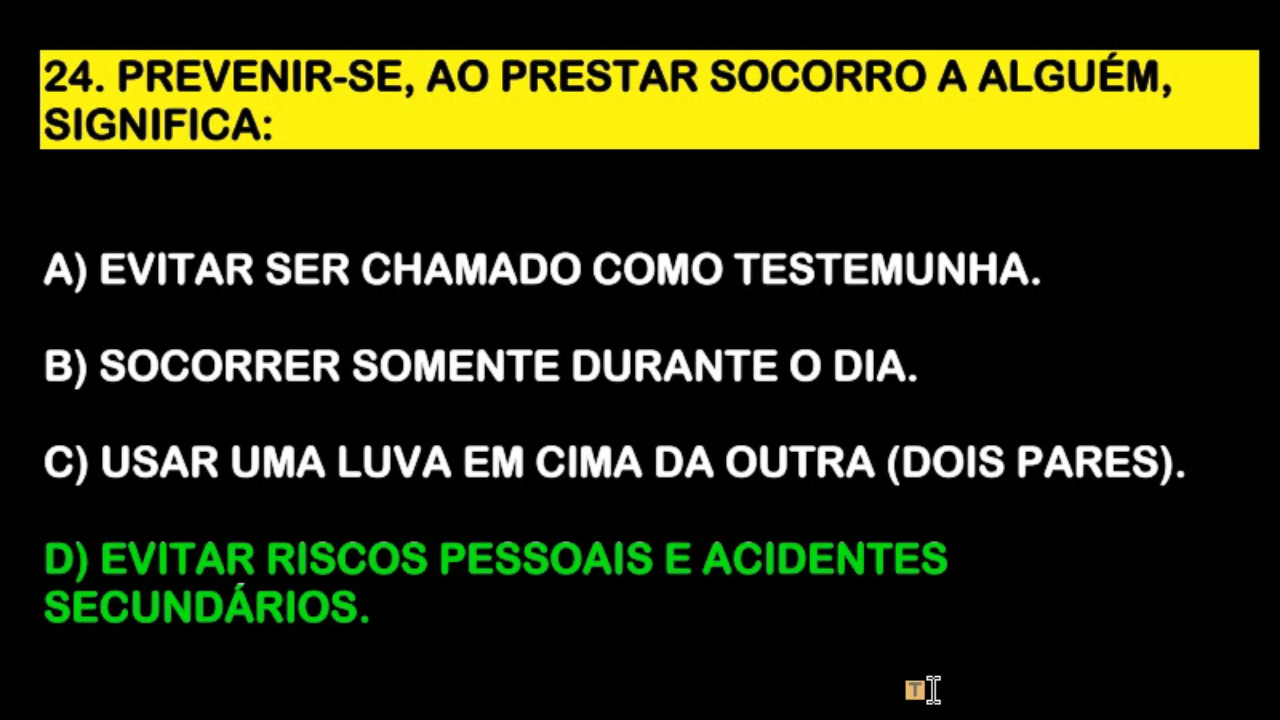 24. PREVENIR-SE, AO PRESTAR SOCORRO A ALGUÉM,
SIGNIFICA:
A) EVITAR SER CHAMADO COMO TESTEMUNHA.
B) SOCORRER SOMENTE DURANTE O DIA.
C) USAR UMA LUVA EM CIMA DA OUTRA (DOIS PARES).
D) EVITAR RISCOS PESSOAIS E ACIDENTES
SECUNDÁRIOS.
T